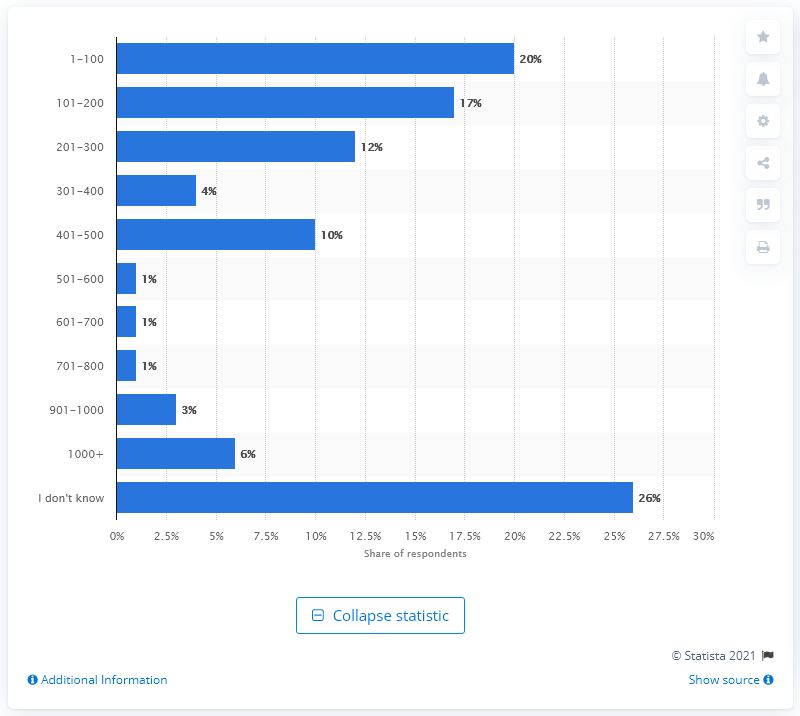 1–100 20%
101–200 17%
201–300 12%
301–400 4%
401–500 10%
501–600 1%
601–700 1%
701–800 1%
901–1000 3%
1000+ 6%
I don't know 26%
0% 2.5% 5% 7.5% 10% 12.5% 15% 17.5% 20% 22.5% 25% 27.5% 30%
Share of respondents
Collapse statistic
© Statista 2021
Additional Information Show source